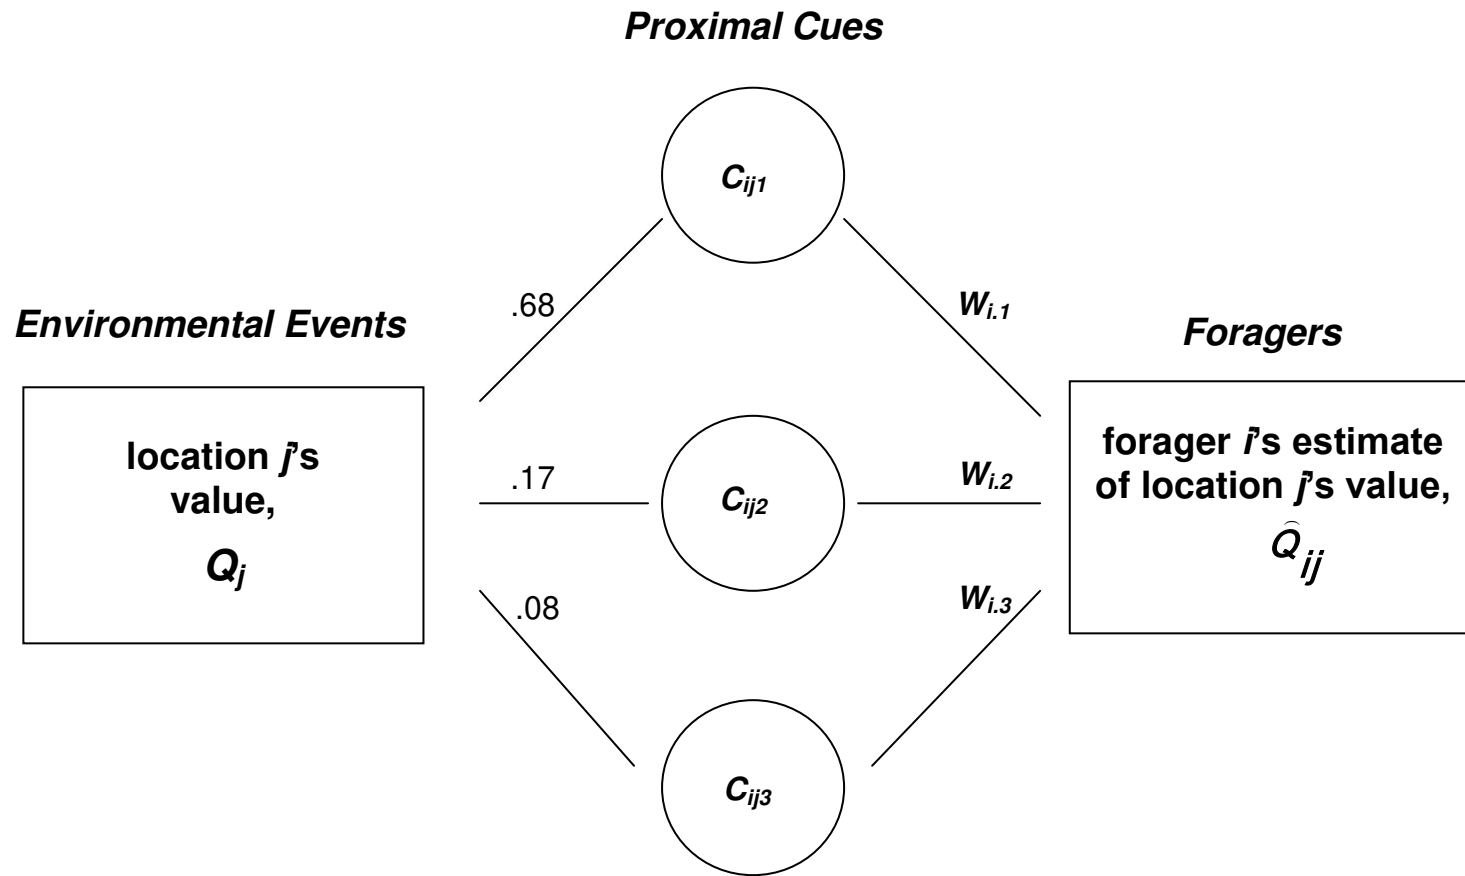 Proximal Cues
Cij1
.68
Wi.1
Environmental Events
Foragers
location j's
value,
Qj
.17
Cij2
Wi.2
forager i's estimate
of location j's value,
Q̂ij
.08
Wi.3
Cij3